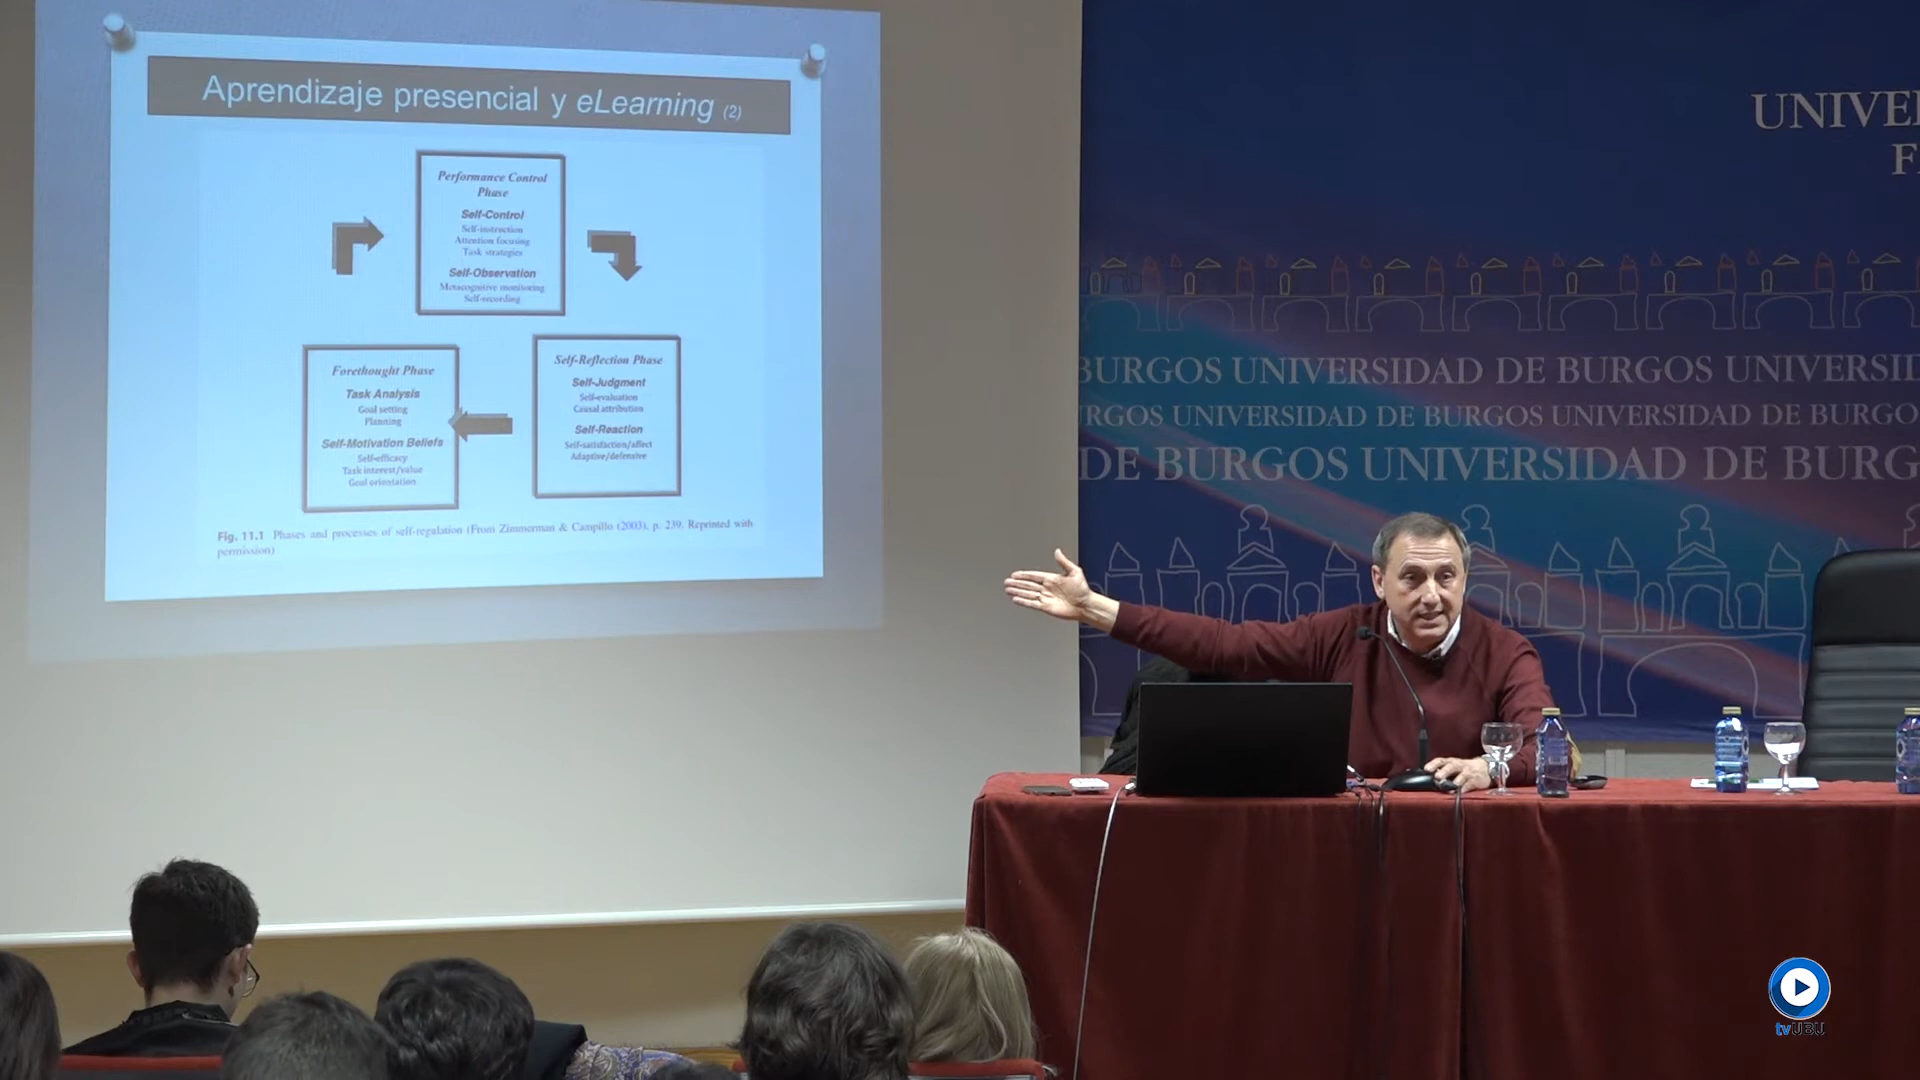 Aprendizaje presencial y eLearning (2)
Performance Control
Phase
Self-Control
Self-instruction
Attention focusing
Task strategies
Self-Observation
Metacognitive monitoring
Self-recording
Forethought Phase
Task Analysis
Goal setting
Planning
Self-Motivation Beliefs
Self-efficacy
Task interest/value
Goal orientation
Self-Reflection Phase
Self-Judgment
Self-evaluation
Causal attribution
Self-Reaction
Self-satisfaction/affect
Adaptive/defensive
Fig. 11.1 Phases and processes of self-regulation (From Zimmerman & Campillo (2003), p. 239. Reprinted with
permission)
UNIVE
F
BURGOS UNIVERSIDAD DE BURGOS UNIVERSID
RGOS UNIVERSIDAD DE BURGOS UNIVERSIDAD DE BURGO
DE BURGOS UNIVERSIDAD DE BURG
tvUBU